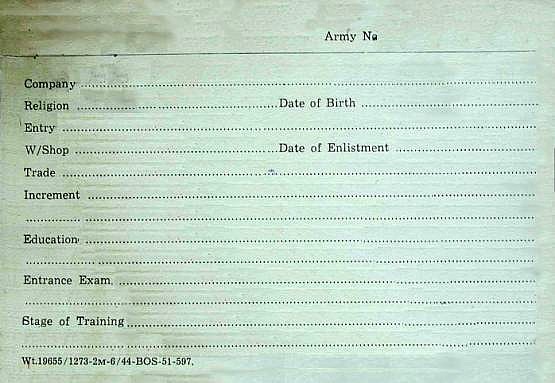 Army No
Company
Religion Date of Birth
Entry
W/Shop Date of Enlistment
Trade
Increment
Education
Entrance Exam.
Stage of Training
Wt.19655/1273-2M-6/44-BOS-51-597.